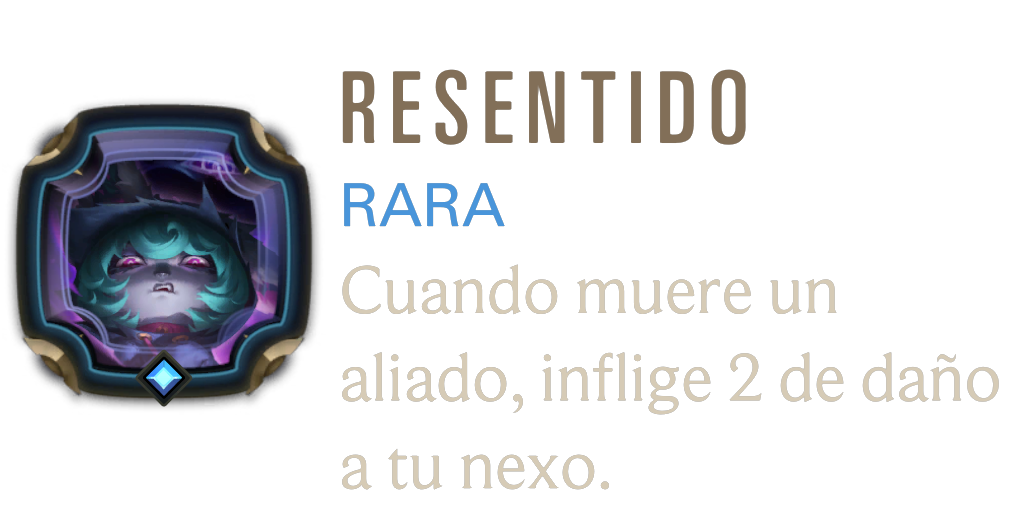 RESENTIDO
RARA
Cuando muere un
aliado, inflige 2 de daño
a tu nexo.